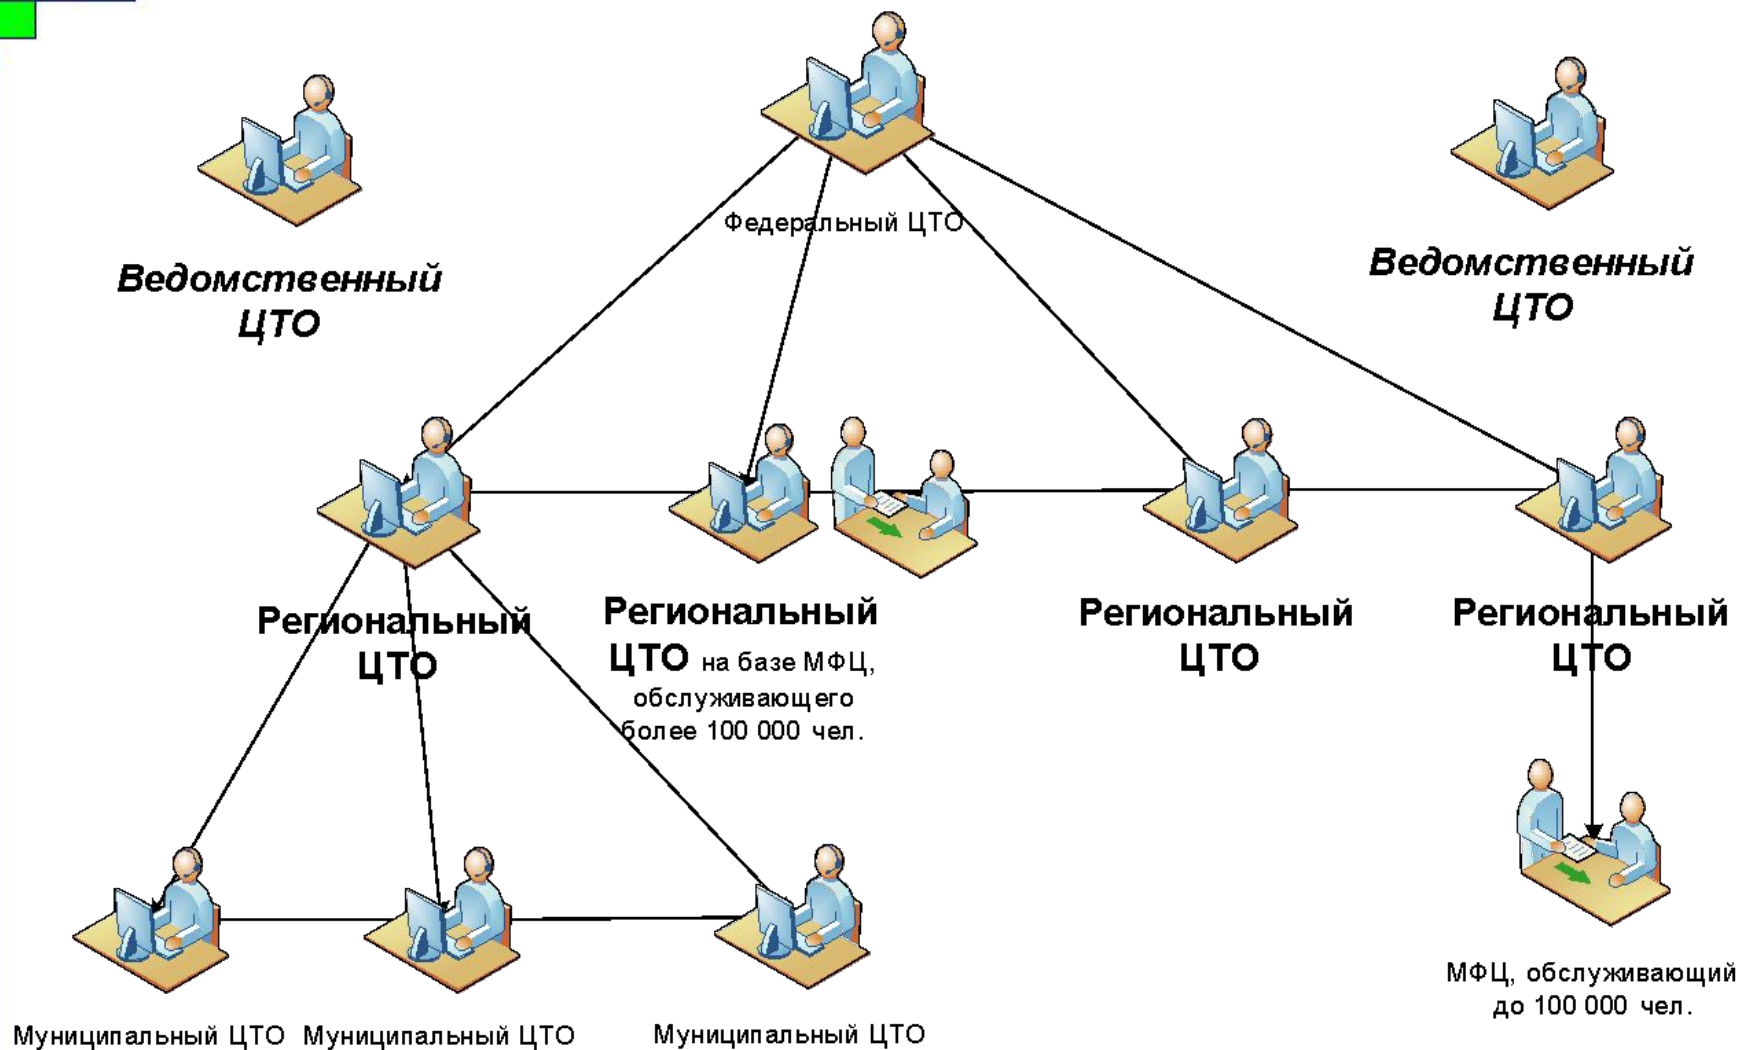 Федеральный ЦТО
Ведомственный
ЦТО
Ведомственный
ЦТО
Региональный
ЦТО
Региональный
ЦТО на базе МФЦ,
обслуживающего
более 100 000 чел.
Региональный
ЦТО
Региональный
ЦТО
МФЦ, обслуживающий
до 100 000 чел.
Муниципальный ЦТО
Муниципальный ЦТО
Муниципальный ЦТО